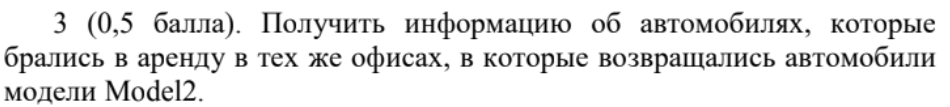 3 (0,5 балла). Получить информацию об автомобилях, которые
брались в аренду в тех же офисах, в которые возвращались автомобили
модели Model2.